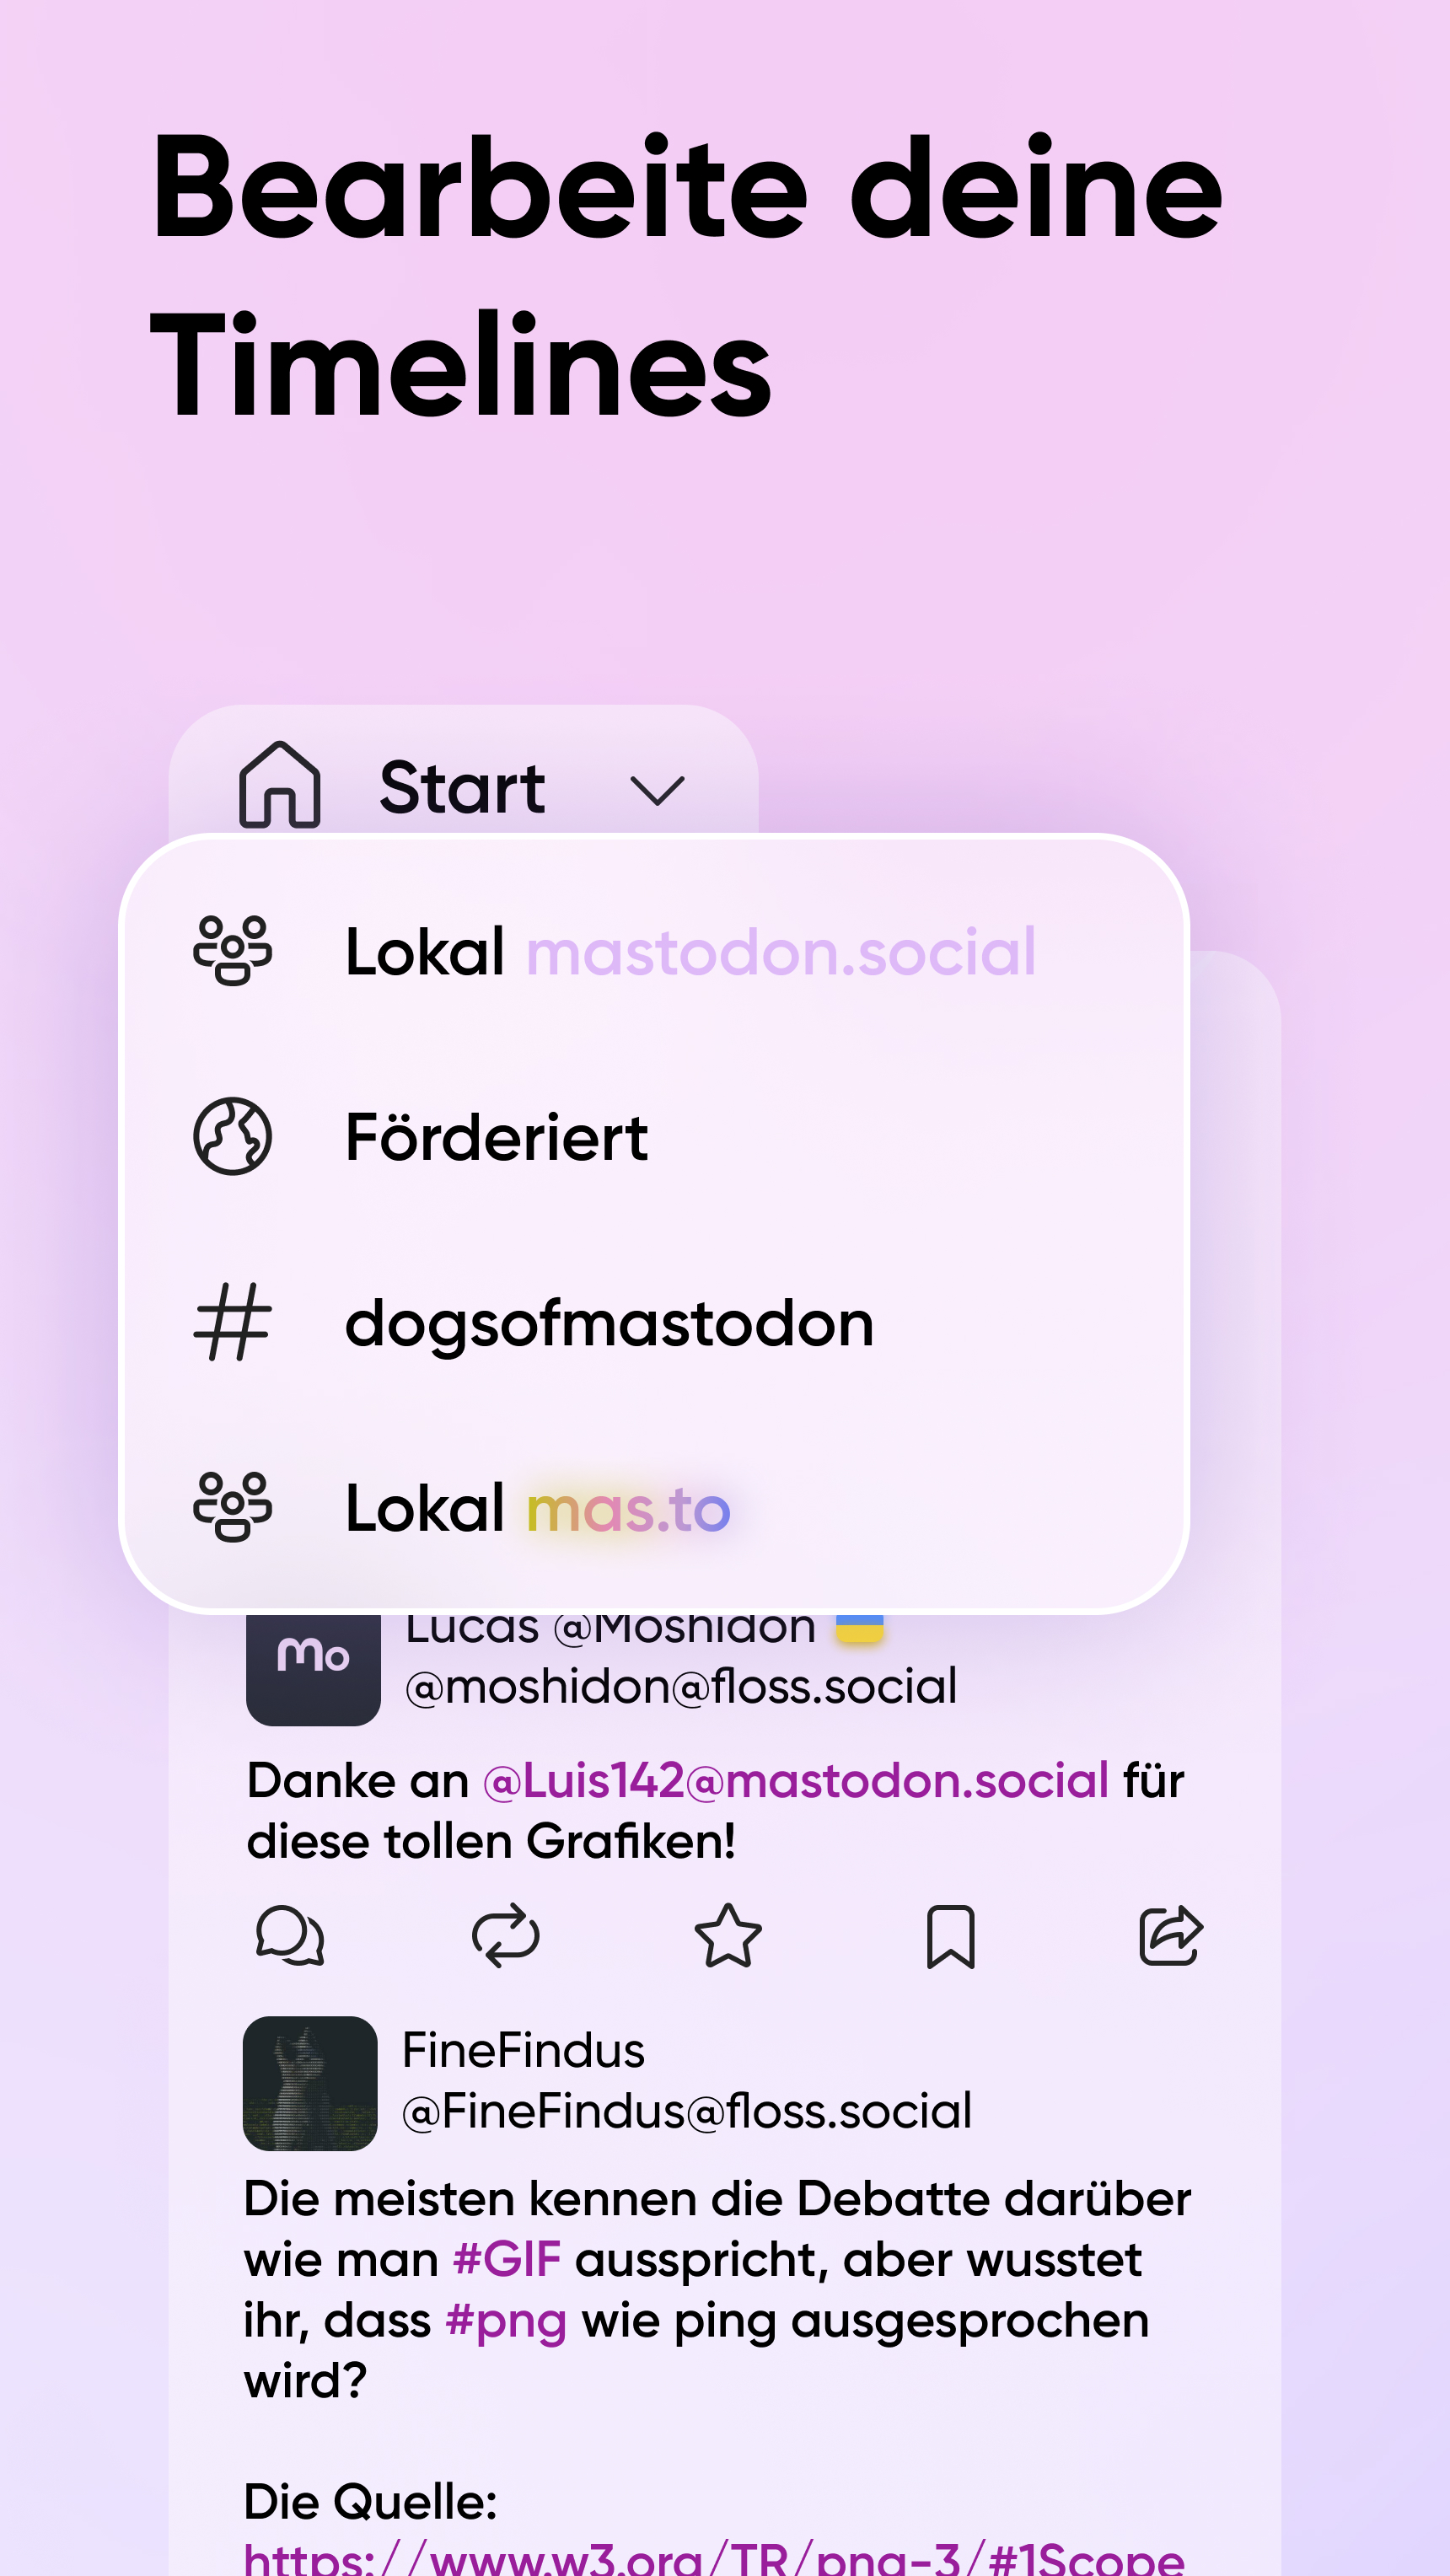 Bearbeite deine
Timelines
Start
Lokal mastodon.social
Förderiert
# dogsofmastodon
Lokal mas.to
mo
Lucas @Moshidon
@moshidon@floss.social
Danke an @Luis142@mastodon.social für
diese tollen Grafiken!
FineFindus
@FineFindus@floss.social
Die meisten kennen die Debatte darüber
wie man #GIF ausspricht, aber wusstet
ihr, dass #png wie ping ausgesprochen
wird?
Die Quelle:
https://www.w3.org/TR/png-3/#1Scope